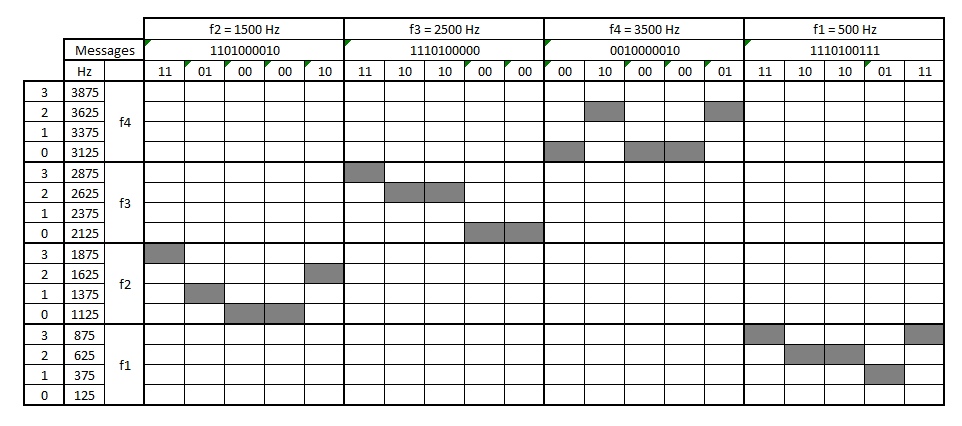 f2 = 1500 Hz f3 = 2500 Hz f4 = 3500 Hz f1 = 500 Hz
Messages 1101000010 1110100000 0010000010 1110100111
Hz 11 01 00 00 10 11 10 10 00 00 00 10 00 00 01 11 10 10 01 11
3 3875
2 3625
f4
1 3375
0 3125
3 2875
2 2625
f3
1 2375
0 2125
3 1875
2 1625
f2
1 1375
0 1125
3 875
2 625
f1
1 375
0 125